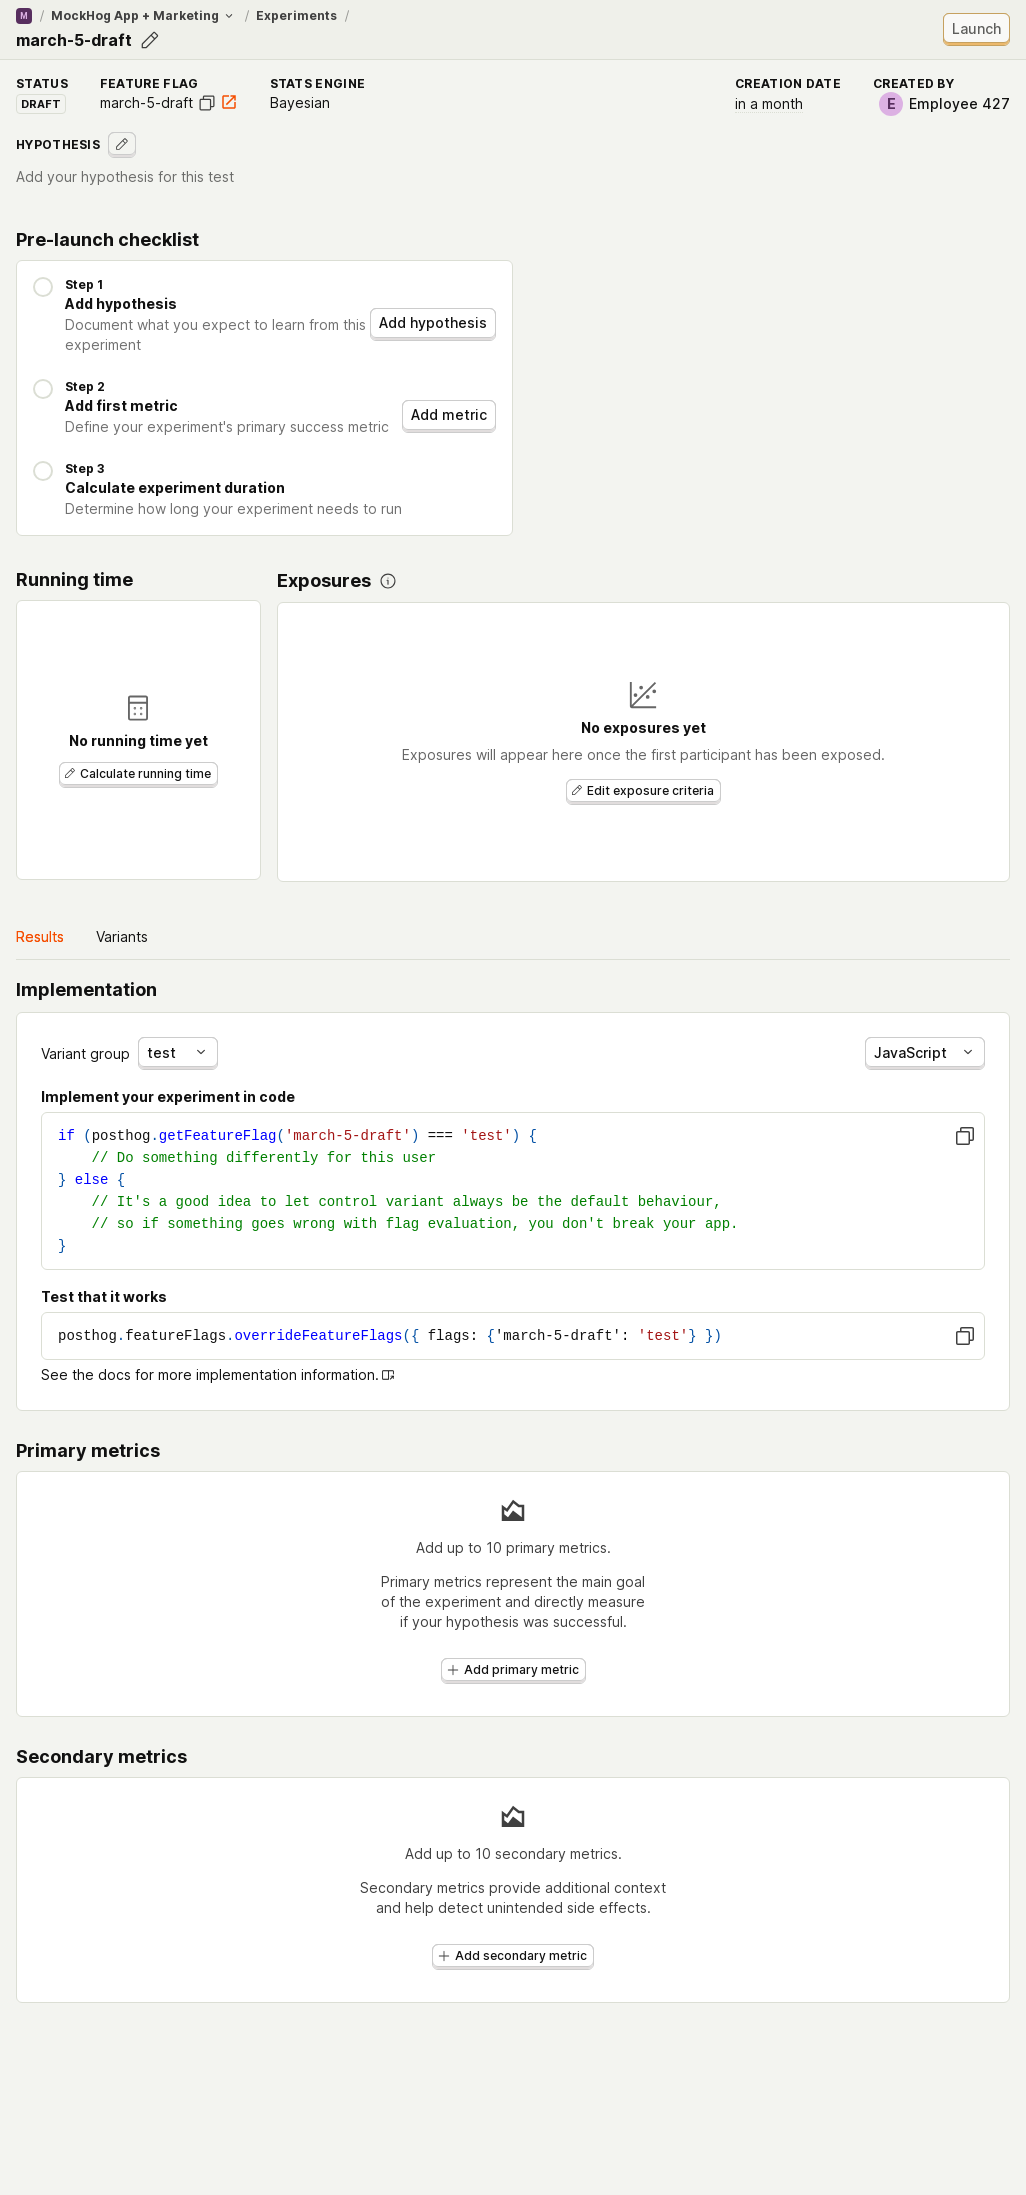 M / MockHog App + Marketing / Experiments /
march-5-draft
Launch
STATUS
DRAFT
FEATURE FLAG
march-5-draft
STATS ENGINE
Bayesian
CREATION DATE
in a month
CREATED BY
E Employee 427
HYPOTHESIS
Add your hypothesis for this test
Pre-launch checklist
Step 1
Add hypothesis
Document what you expect to learn from this
experiment
Add hypothesis
Step 2
Add first metric
Define your experiment's primary success metric
Add metric
Step 3
Calculate experiment duration
Determine how long your experiment needs to run
Running time
No running time yet
Calculate running time
Exposures
No exposures yet
Exposures will appear here once the first participant has been exposed.
Edit exposure criteria
Results Variants
Implementation
Variant group test
JavaScript
Implement your experiment in code
if (posthog.getFeatureFlag('march-5-draft') === 'test') {
    // Do something differently for this user
} else {
    // It's a good idea to let control variant always be the default behaviour,
    // so if something goes wrong with flag evaluation, you don't break your app.
}
Test that it works
posthog.featureFlags.overrideFeatureFlags({ flags: {'march-5-draft': 'test'} })
See the docs for more implementation information.
Primary metrics
Add up to 10 primary metrics.
Primary metrics represent the main goal
of the experiment and directly measure
if your hypothesis was successful.
Add primary metric
Secondary metrics
Add up to 10 secondary metrics.
Secondary metrics provide additional context
and help detect unintended side effects.
Add secondary metric